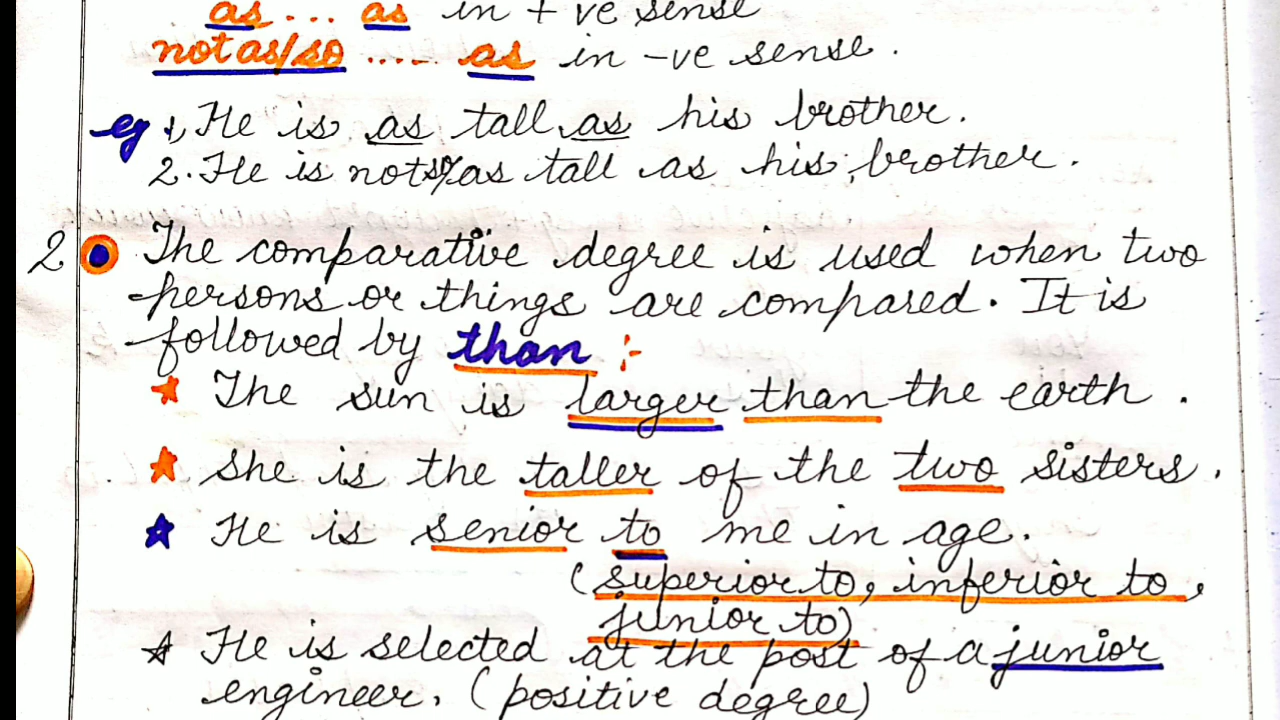 as ... as in + ve sense
not as/so ..... as in -ve sense.
eg 1, He is as tall as his brother.
2. He is not so/as tall as his brother.
2 The comparative degree is used when two
persons or things are compared. It is
followed by than :-
The sun is larger than the earth.
She is the taller of the two sisters.
He is senior to me in age.
(superior to, inferior to,
junior to)
He is selected at the post of a junior
engineer. (positive degree)